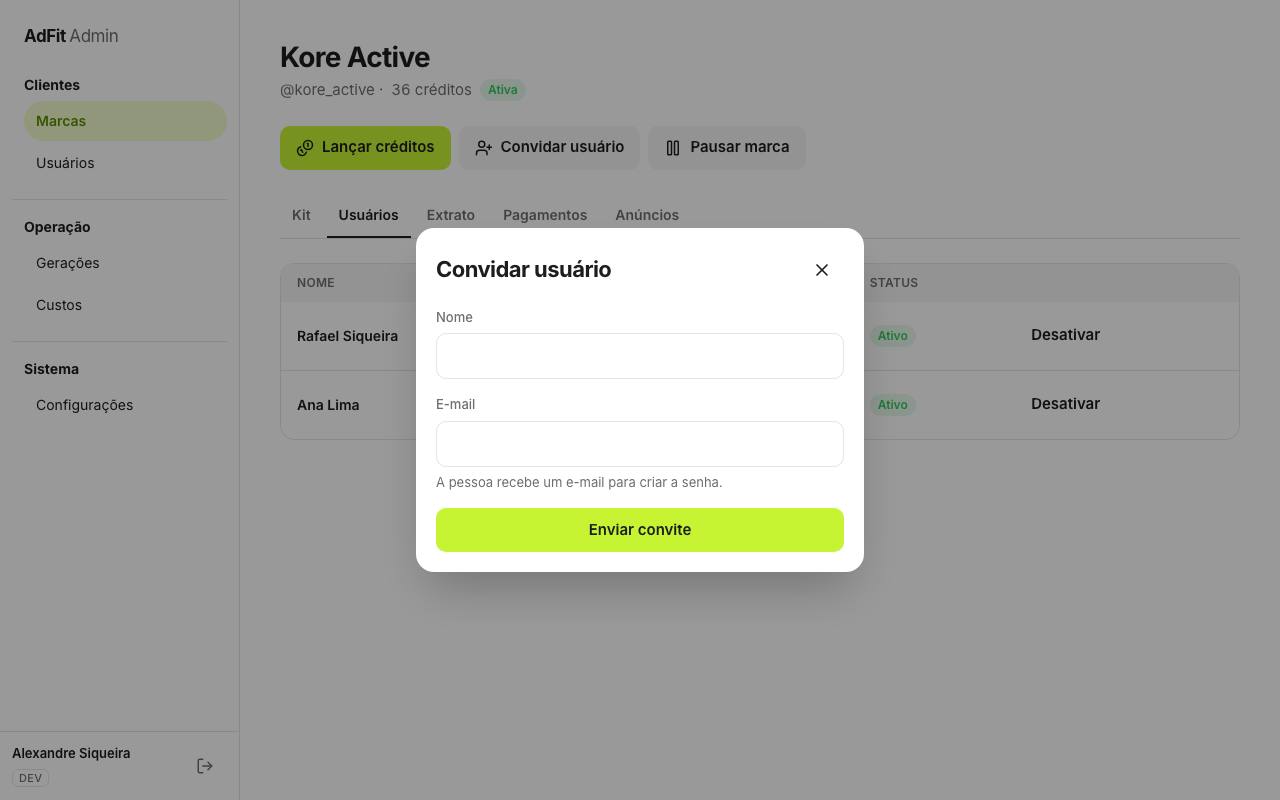 AdFit Admin
Clientes
Marcas
Usuários
Operação
Gerações
Custos
Sistema
Configurações
Alexandre Siqueira
DEV
Kore Active
@kore_active · 36 créditos Ativa
Lançar créditos Convidar usuário Pausar marca
Kit Usuários Extrato Pagamentos Anúncios
NOME STATUS
Rafael Siqueira Ativo Desativar
Ana Lima Ativo Desativar
Convidar usuário
Nome
E-mail
A pessoa recebe um e-mail para criar a senha.
Enviar convite